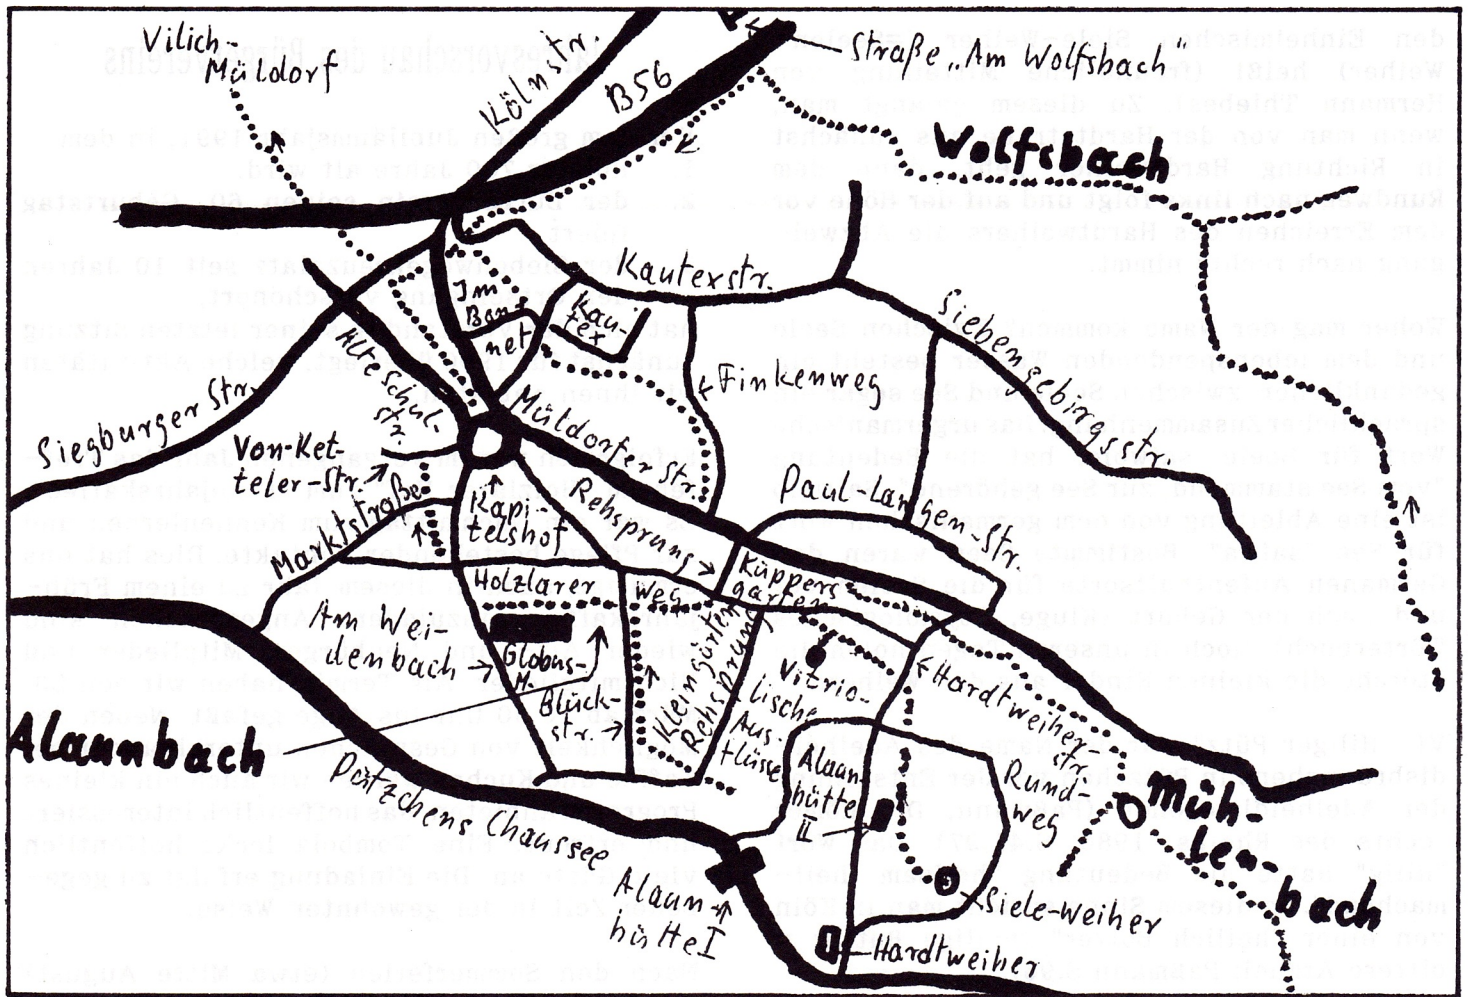 Vilich-
Müldorf
Kölnstr.
B56
Straße „Am Wolfsbach"
Wolfsbach
Kauterstr.
Im
Bon
net
Kau-
tex
Alte Schul-
str.
Siegburger Str.
Finkenweg
Siebengebirgsstr.
Müldorfer Str.
Von-Ket-
teler-Str.
Marktstraße
Kapi-
telshof
Rehsprung
Paul-Langen-Str.
Holzlarer Weg
Küppers
garten
Am Wei-
denbach
Globus-
M.
Blück-
str.
Kleingärten
Rehsprung
Vitrio-
lische
Aus-
flüsse
Hardtweiher-
str.
Alaunbach
Pützchens Chaussee
Alaun
hütte
II
Rund-
weg
Müh-
len-
bach
Alaun
hütte I
Siele-Weiher
Hardtweiher